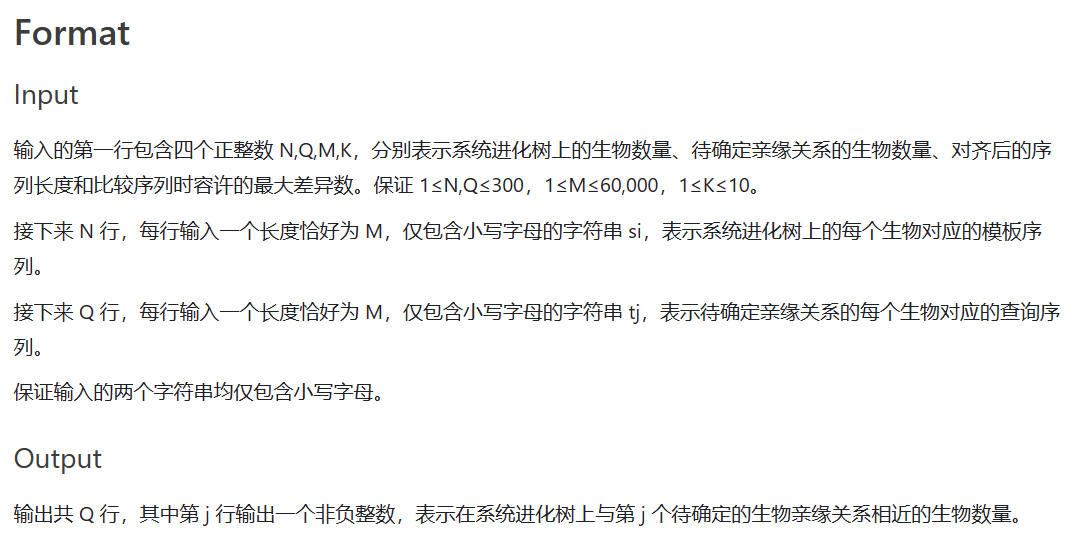 Format
Input
输入的第一行包含四个正整数 N,Q,M,K，分别表示系统进化树上的生物数量、待确定亲缘关系的生物数量、对齐后的序
列长度和比较序列时容许的最大差异数。保证 1≤N,Q≤300，1≤M≤60,000，1≤K≤10。
接下来 N 行，每行输入一个长度恰好为 M，仅包含小写字母的字符串 si，表示系统进化树上的每个生物对应的模板序
列。
接下来 Q 行，每行输入一个长度恰好为 M，仅包含小写字母的字符串 tj，表示待确定亲缘关系的每个生物对应的查询序
列。
保证输入的两个字符串均仅包含小写字母。
Output
输出共 Q 行，其中第 j 行输出一个非负整数，表示在系统进化树上与第 j 个待确定的生物亲缘关系相近的生物数量。